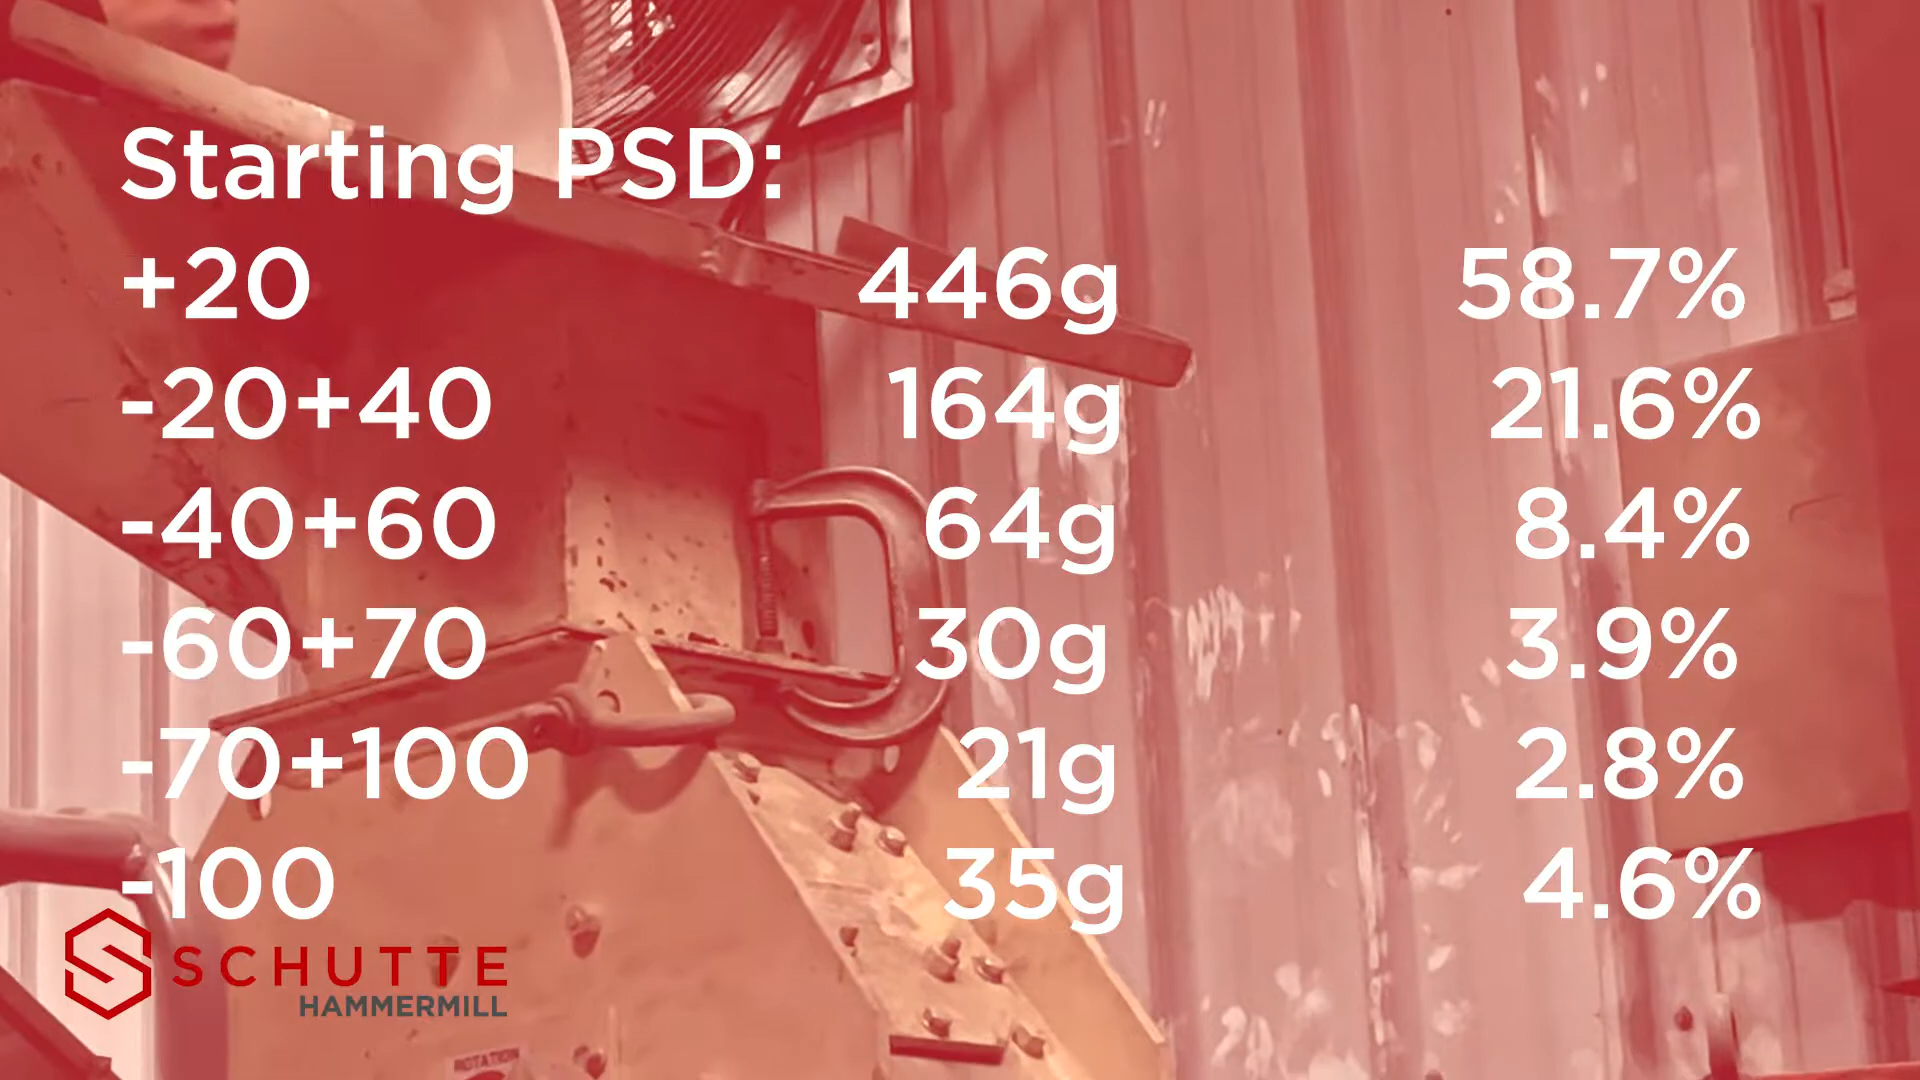 Starting PSD:
+20 446g 58.7%
-20+40 164g 21.6%
-40+60 64g 8.4%
-60+70 30g 3.9%
-70+100 21g 2.8%
-100 35g 4.6%
SCHUTTE
HAMMERMILL
ROTATION